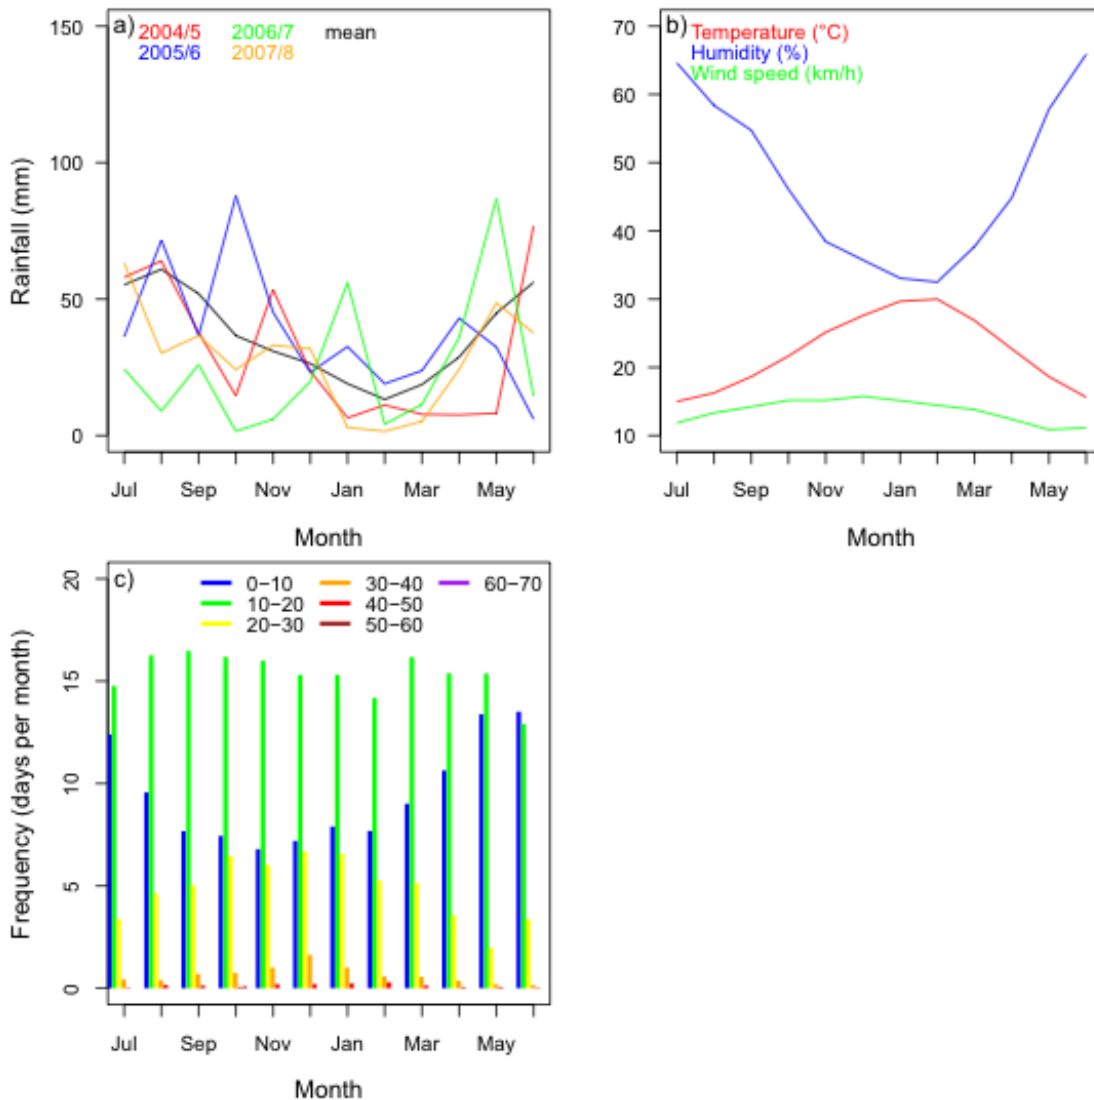 a) 2004/5 2006/7 mean
2005/6 2007/8
150
100
50
0
Rainfall (mm)
Jul Sep Nov Jan Mar May
Month
b) Temperature (°C)
Humidity (%)
Wind speed (km/h)
70
60
50
40
30
20
10
Jul Sep Nov Jan Mar May
Month
c) 0−10 30−40 60−70
10−20 40−50
20−30 50−60
20
15
10
5
0
Frequency (days per month)
Jul Sep Nov Jan Mar May
Month